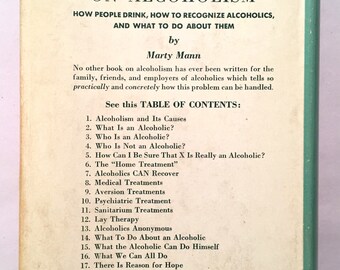 ON ALCOHOLISM
HOW PEOPLE DRINK, HOW TO RECOGNIZE ALCOHOLICS,
AND WHAT TO DO ABOUT THEM
by
Marty Mann
No other book on alcoholism has ever been written for the
family, friends, and employers of alcoholics which tells so
practically and concretely how this problem can be handled.
See this TABLE OF CONTENTS:
1. Alcoholism and Its Causes
2. What Is an Alcoholic?
3. Who Is an Alcoholic?
4. Who Is Not an Alcoholic?
5. How Can I Be Sure That X Is Really an Alcoholic?
6. The "Home Treatment"
7. Alcoholics CAN Recover
8. Medical Treatments
9. Aversion Treatments
10. Psychiatric Treatment
11. Sanitarium Treatments
12. Lay Therapy
13. Alcoholics Anonymous
14. What To Do About an Alcoholic
15. What the Alcoholic Can Do Himself
16. What We Can All Do
17. There Is Reason for Hope